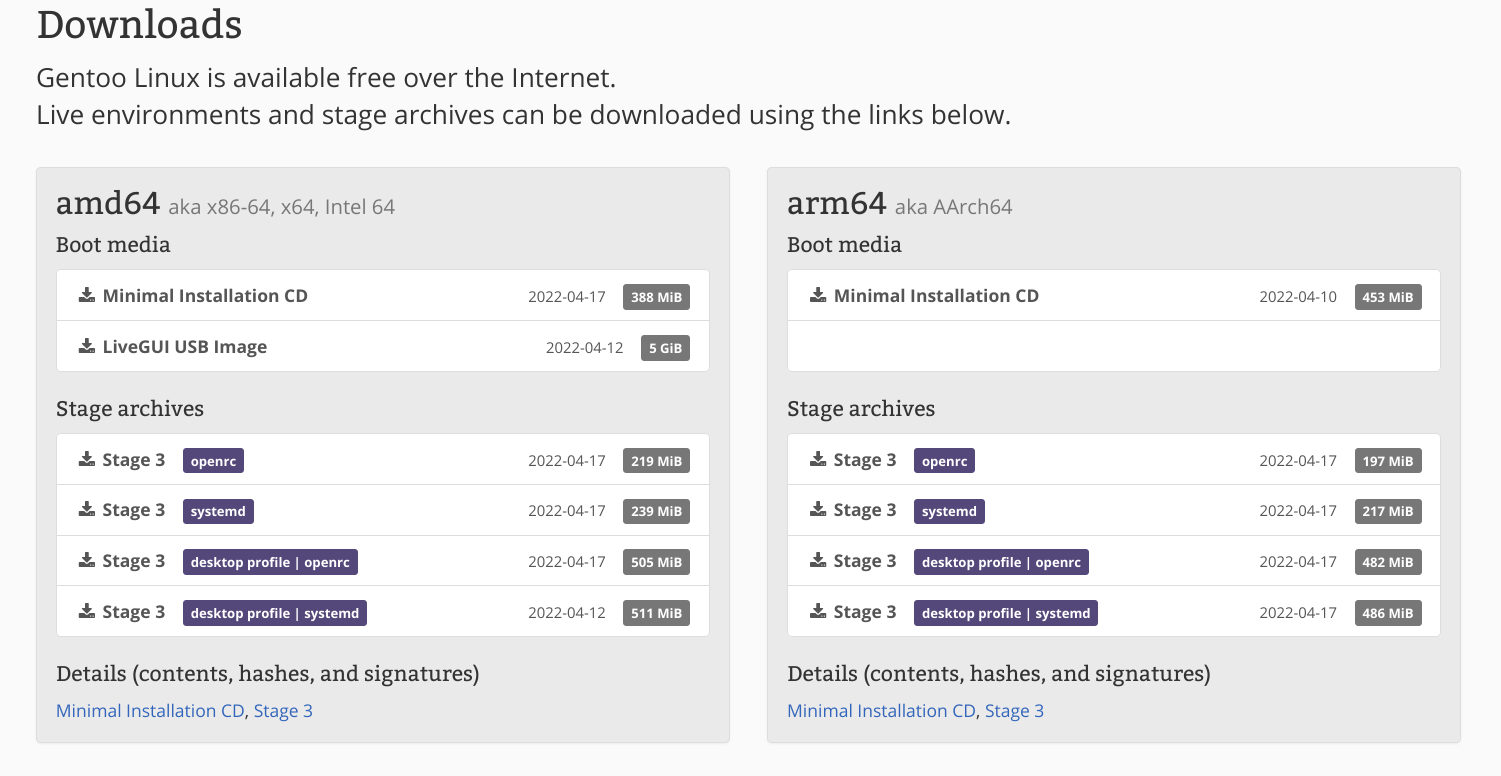 Downloads
Gentoo Linux is available free over the Internet.
Live environments and stage archives can be downloaded using the links below.
amd64 aka x86-64, x64, Intel 64
Boot media
Minimal Installation CD 2022-04-17 388 MiB
LiveGUI USB Image 2022-04-12 5 GiB
Stage archives
Stage 3 openrc 2022-04-17 219 MiB
Stage 3 systemd 2022-04-17 239 MiB
Stage 3 desktop profile | openrc 2022-04-17 505 MiB
Stage 3 desktop profile | systemd 2022-04-12 511 MiB
Details (contents, hashes, and signatures)
Minimal Installation CD, Stage 3
arm64 aka AArch64
Boot media
Minimal Installation CD 2022-04-10 453 MiB
Stage archives
Stage 3 openrc 2022-04-17 197 MiB
Stage 3 systemd 2022-04-17 217 MiB
Stage 3 desktop profile | openrc 2022-04-17 482 MiB
Stage 3 desktop profile | systemd 2022-04-17 486 MiB
Details (contents, hashes, and signatures)
Minimal Installation CD, Stage 3